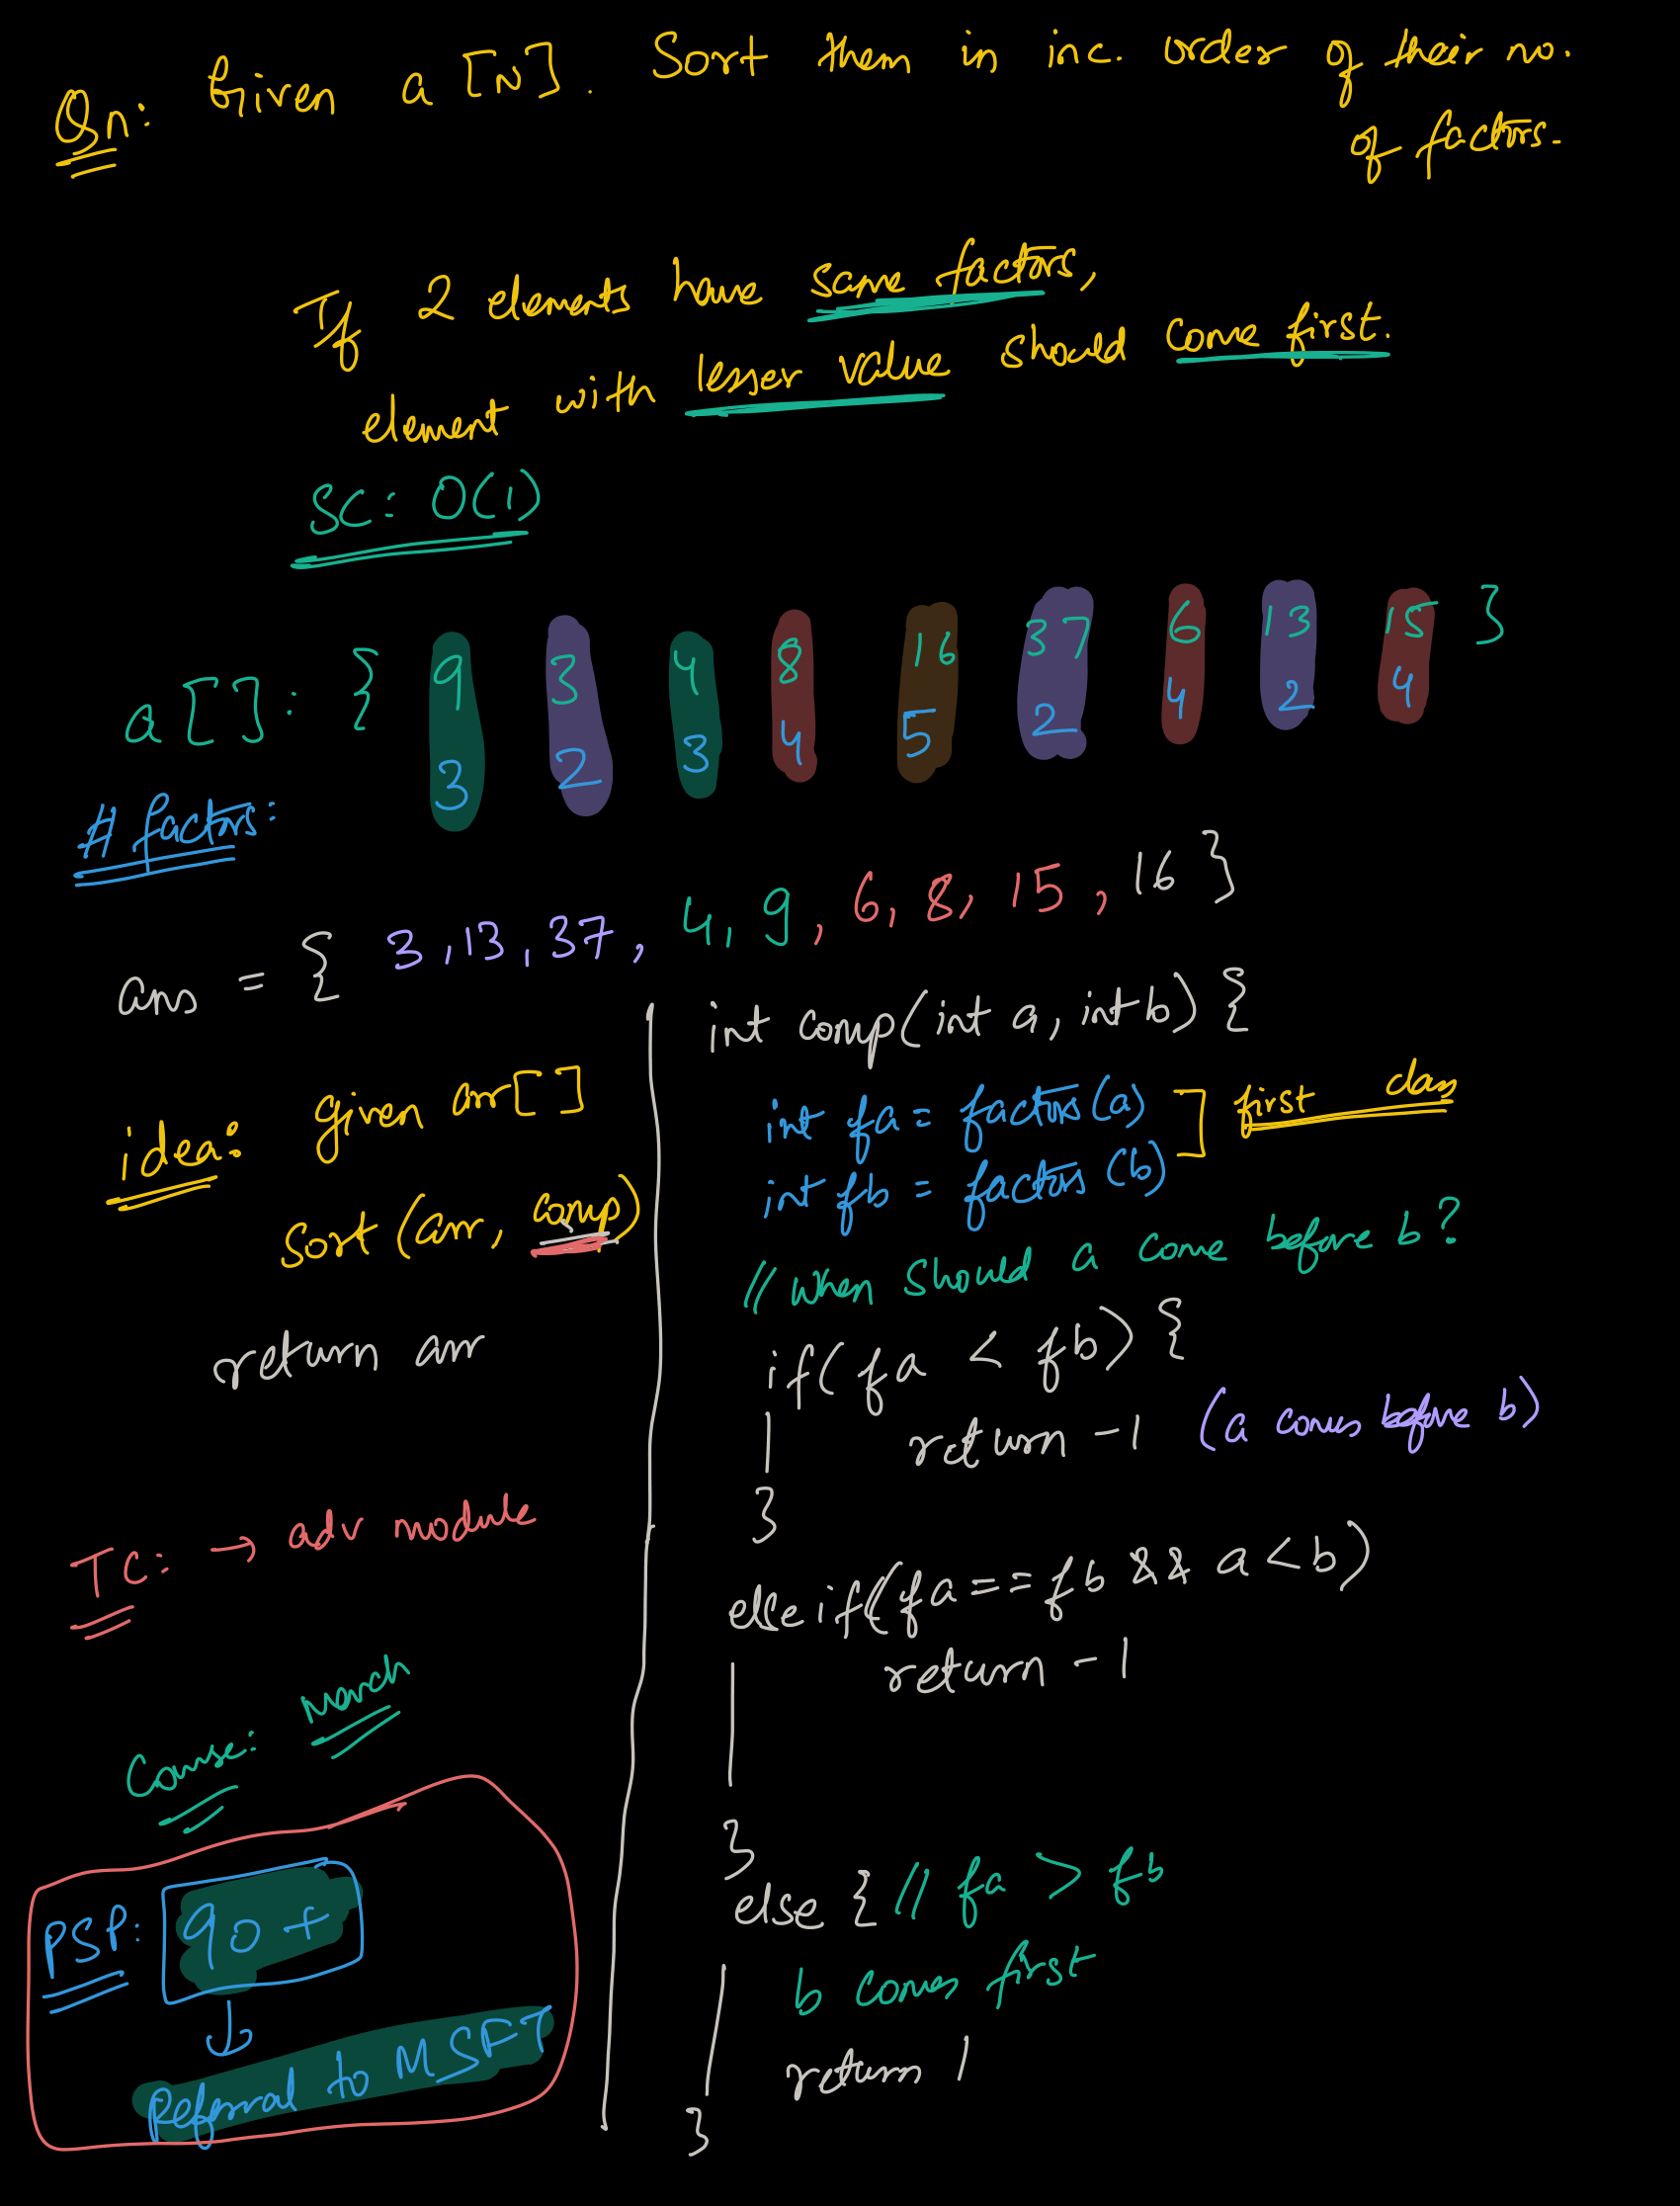 Qn: Given a [N]. Sort them in inc. order of their no.
of factors.
If 2 elements have same factors,
element with lesser value should come first.
SC: O(1)
a[]: { 9 3 4 8 16 37 6 13 15 }
# factors: 3 2 3 4 5 2 4 2 4
ans = { 3, 13, 37, 4, 9, 6, 8, 15, 16 }
idea: given arr[]
sort (arr, comp)
return arr
TC: → adv module
Course: March
PSP: 90+
↓
Referral to MSFT
int comp(int a, int b) {
int fa = factors(a)
int fb = factors (b)
] first class
// when should a come before b?
if( fa < fb) {
return -1 (a comes before b)
}
else if( fa == fb && a < b)
return -1
}
else { // fa > fb
b comes first
return 1
}